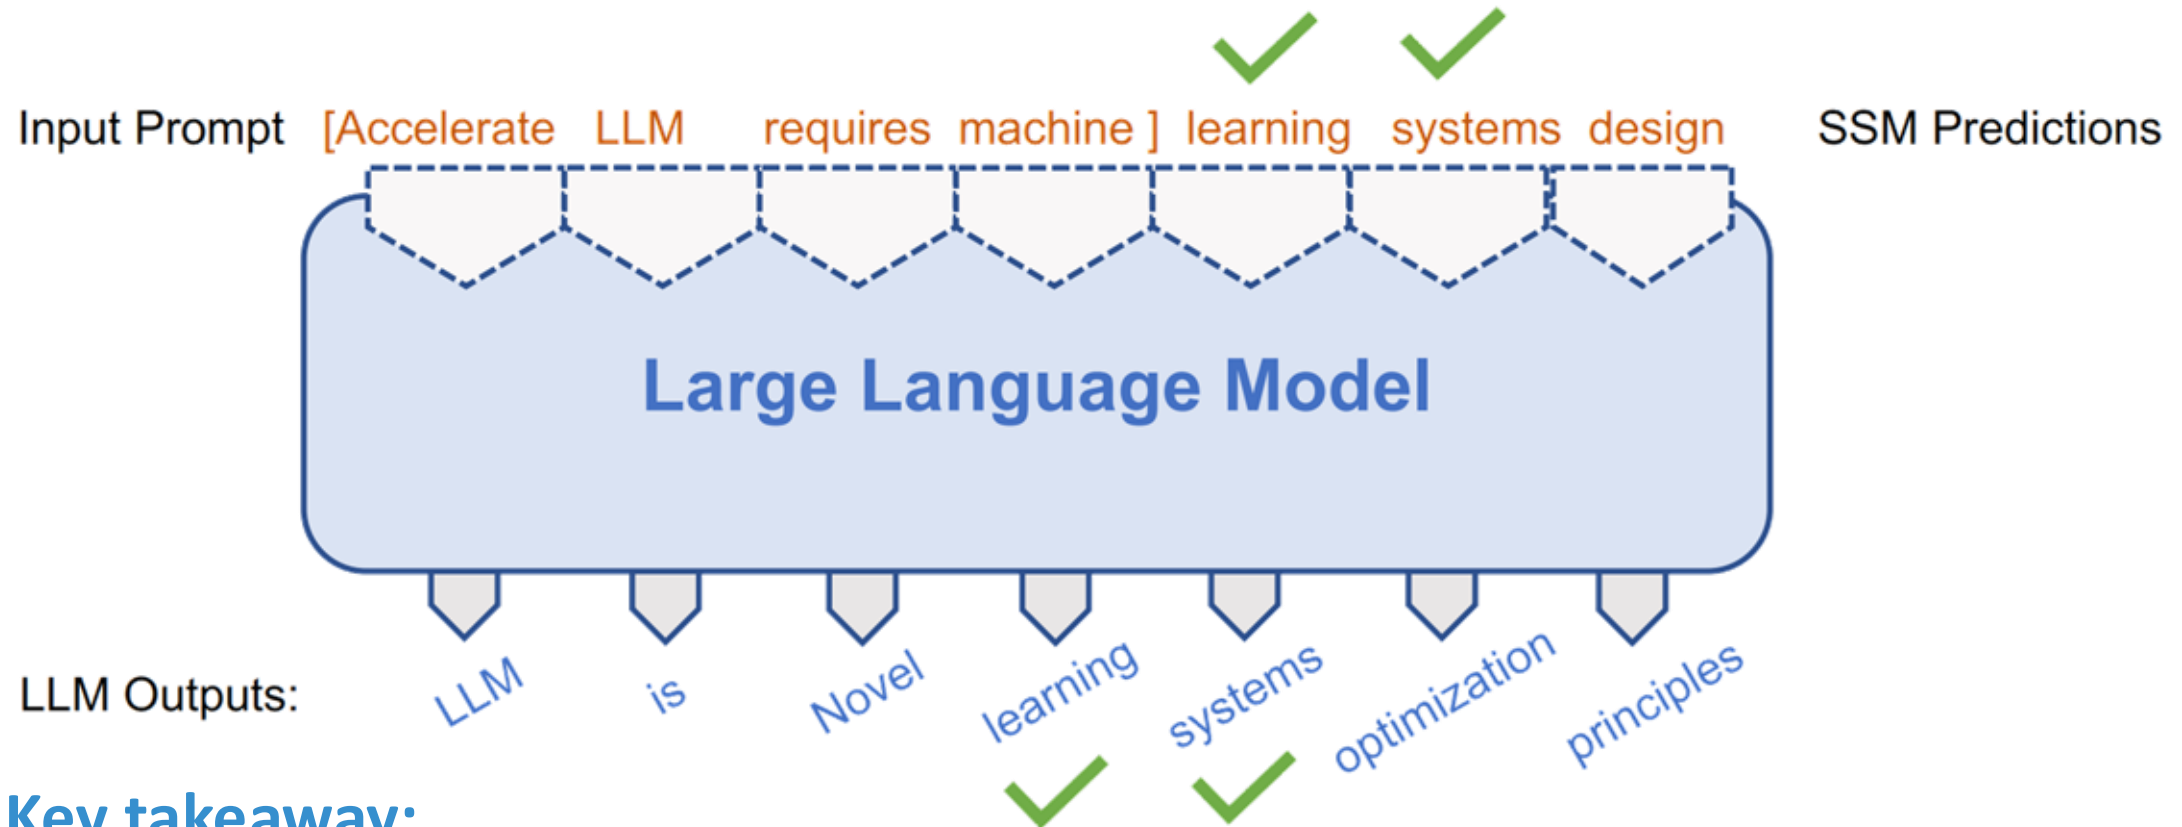 Input Prompt [Accelerate LLM requires machine ] learning systems design SSM Predictions
Large Language Model
LLM Outputs: LLM is Novel learning systems optimization principles
Key takeaway: